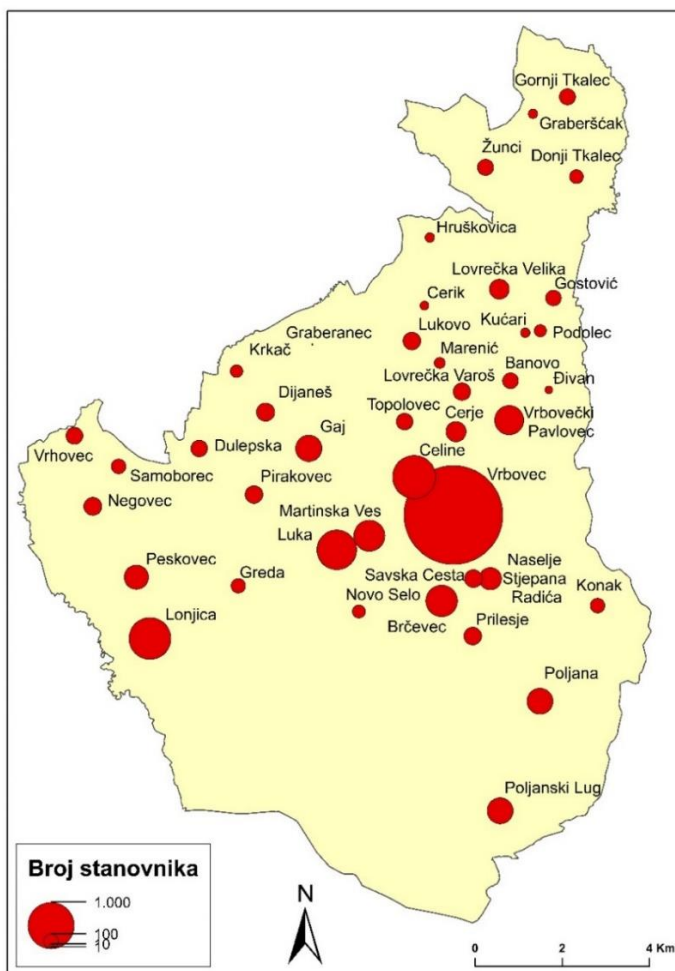 Gornji Tkalec
Graberšćak
Žunci
Donji Tkalec
Hruškovica
Lovrečka Velika
Gostović
Cerik
Kućari
Podolec
Graberanec
Lukovo
Krkač
Marenić
Banovo
Lovrečka Varoš
Đivan
Dijaneš
Topolovec
Cerje
Vrbovečki
Pavlovec
Gaj
Vrhovec
Dulepska
Celine
Samoborec
Pirakovec
Vrbovec
Negovec
Martinska Ves
Luka
Peskovec
Greda
Savska Cesta
Naselje
Stjepana
Radića
Konak
Novo Selo
Lonjica
Brčevec
Prilesje
Poljana
Poljanski Lug
Broj stanovnika
1.000
100
10
N
0 2 4 Km